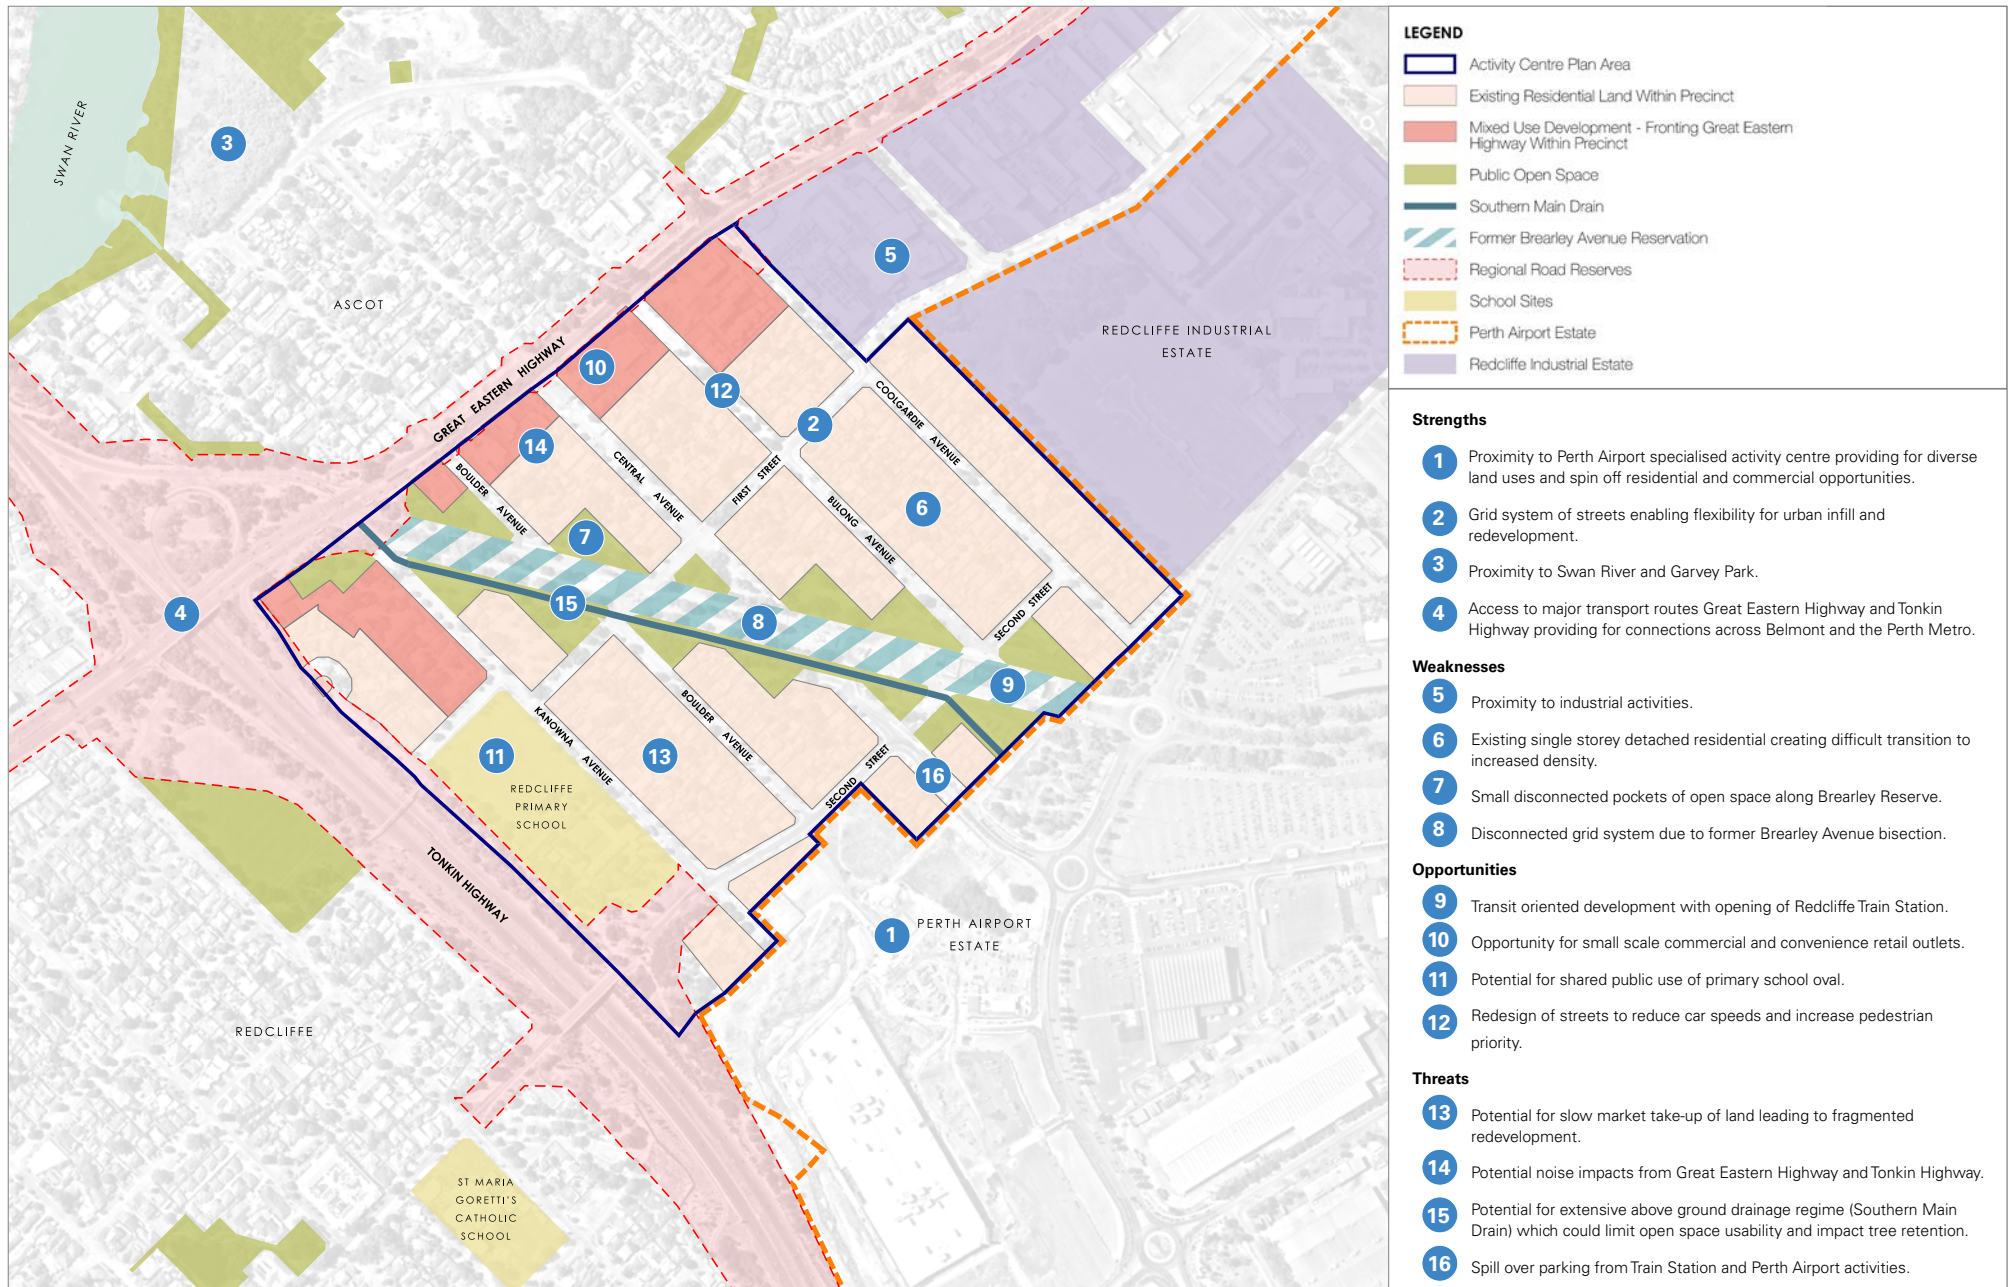 SWAN RIVER
3
ASCOT
GREAT EASTERN HIGHWAY
5
REDCLIFFE INDUSTRIAL
ESTATE
10
12
2
14
COOLGARDIE AVENUE
BOULDER AVENUE
CENTRAL AVENUE
FIRST STREET
BULONG AVENUE
6
7
4
15
8
SECOND STREET
9
KANOWNA AVENUE
BOULDER AVENUE
13
11
SECOND STREET
16
REDCLIFFE
PRIMARY
SCHOOL
TONKIN HIGHWAY
1
PERTH AIRPORT
ESTATE
REDCLIFFE
ST MARIA
GORETTI'S
CATHOLIC
SCHOOL
LEGEND
Activity Centre Plan Area
Existing Residential Land Within Precinct
Mixed Use Development - Fronting Great Eastern
Highway Within Precinct
Public Open Space
Southern Main Drain
Former Brearley Avenue Reservation
Regional Road Reserves
School Sites
Perth Airport Estate
Redcliffe Industrial Estate
Strengths
1 Proximity to Perth Airport specialised activity centre providing for diverse
land uses and spin off residential and commercial opportunities.
2 Grid system of streets enabling flexibility for urban infill and
redevelopment.
3 Proximity to Swan River and Garvey Park.
4 Access to major transport routes Great Eastern Highway and Tonkin
Highway providing for connections across Belmont and the Perth Metro.
Weaknesses
5 Proximity to industrial activities.
6 Existing single storey detached residential creating difficult transition to
increased density.
7 Small disconnected pockets of open space along Brearley Reserve.
8 Disconnected grid system due to former Brearley Avenue bisection.
Opportunities
9 Transit oriented development with opening of Redcliffe Train Station.
10 Opportunity for small scale commercial and convenience retail outlets.
11 Potential for shared public use of primary school oval.
12 Redesign of streets to reduce car speeds and increase pedestrian
priority.
Threats
13 Potential for slow market take-up of land leading to fragmented
redevelopment.
14 Potential noise impacts from Great Eastern Highway and Tonkin Highway.
15 Potential for extensive above ground drainage regime (Southern Main
Drain) which could limit open space usability and impact tree retention.
16 Spill over parking from Train Station and Perth Airport activities.